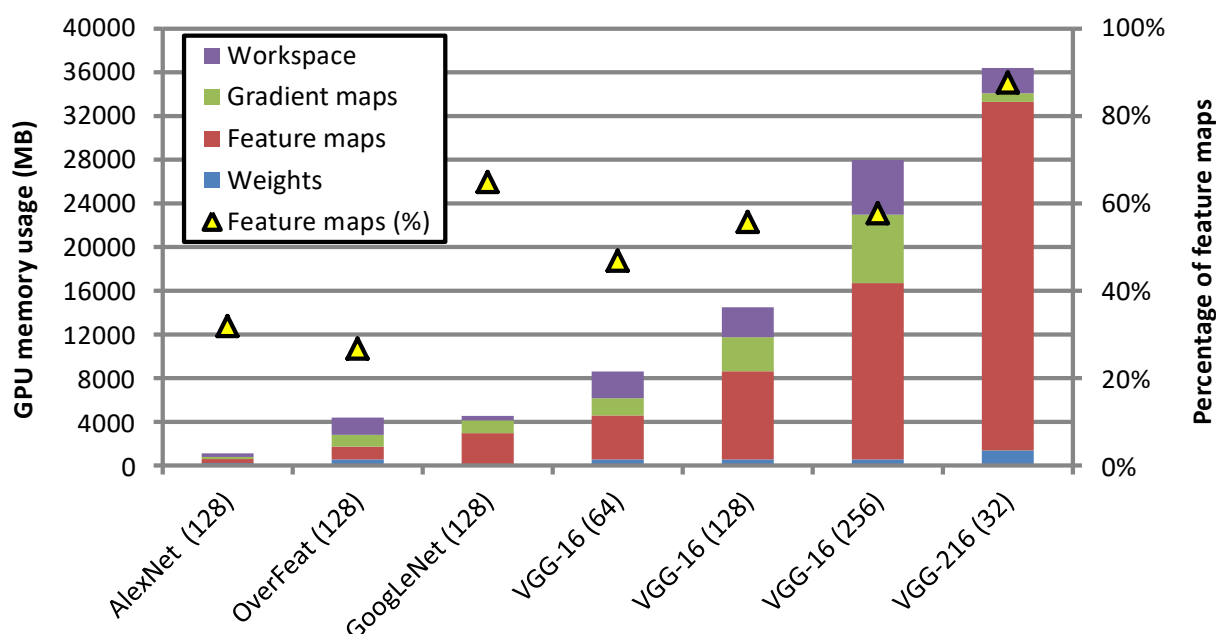 GPU memory usage (MB)
40000
36000
32000
28000
24000
20000
16000
12000
8000
4000
0
Workspace
Gradient maps
Feature maps
Weights
Feature maps (%)
100%
80%
60%
40%
20%
0%
Percentage of feature maps
AlexNet (128)
OverFeat (128)
GoogLeNet (128)
VGG-16 (64)
VGG-16 (128)
VGG-16 (256)
VGG-216 (32)